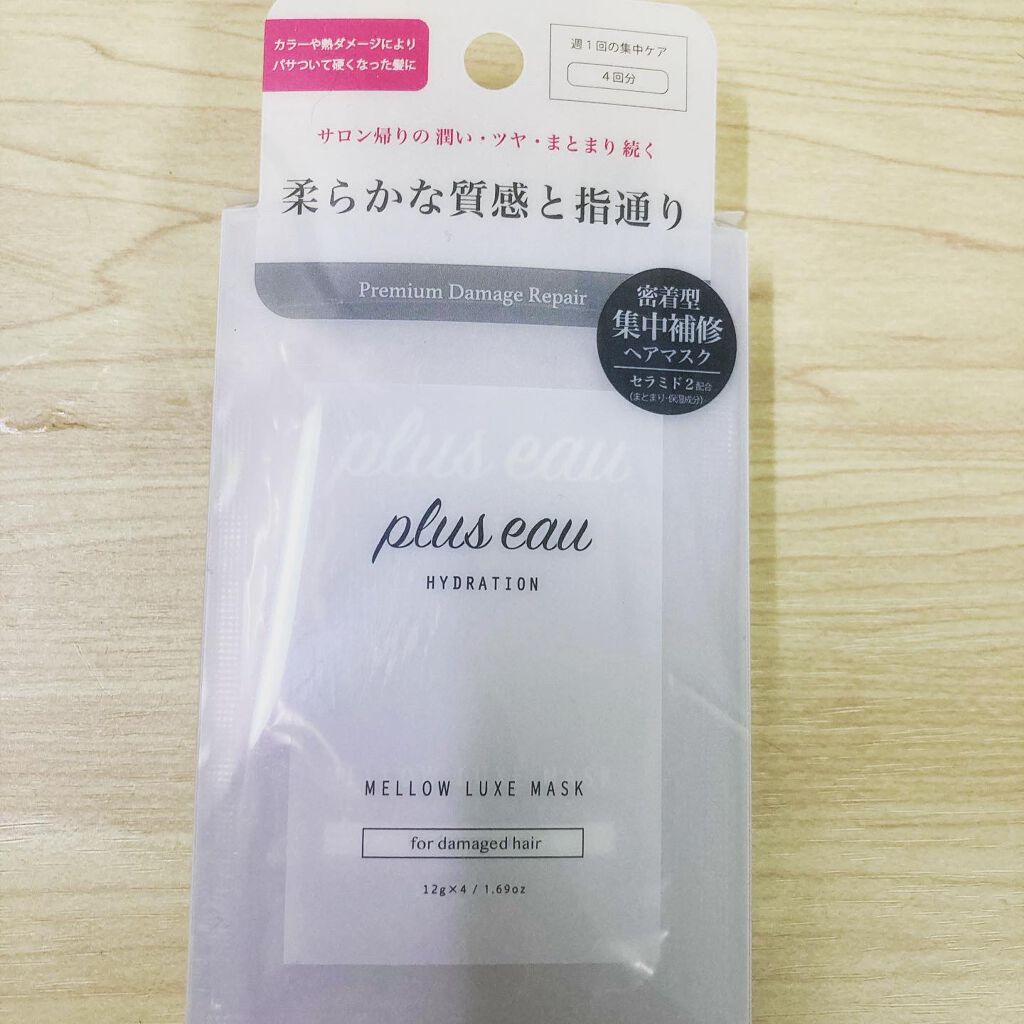 カラーや熱ダメージにより
パサついて硬くなった髪に
週1回の集中ケア
4回分
サロン帰りの潤い・ツヤ・まとまり続く
柔らかな質感と指通り
Premium Damage Repair
密着型
集中補修
ヘアマスク
セラミド2配合
(まとまり・保湿成分)
plus eau
plus eau
HYDRATION
MELLOW LUXE MASK
for damaged hair
12g×4 / 1.69oz